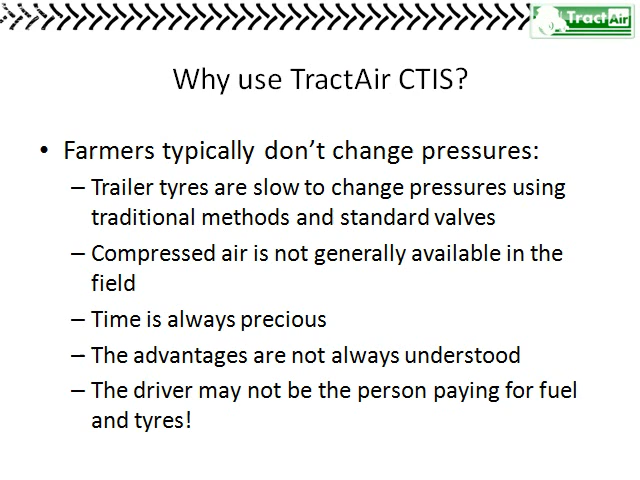 TractAir
Why use TractAir CTIS?
• Farmers typically don’t change pressures:
– Trailer tyres are slow to change pressures using
traditional methods and standard valves
– Compressed air is not generally available in the
field
– Time is always precious
– The advantages are not always understood
– The driver may not be the person paying for fuel
and tyres!